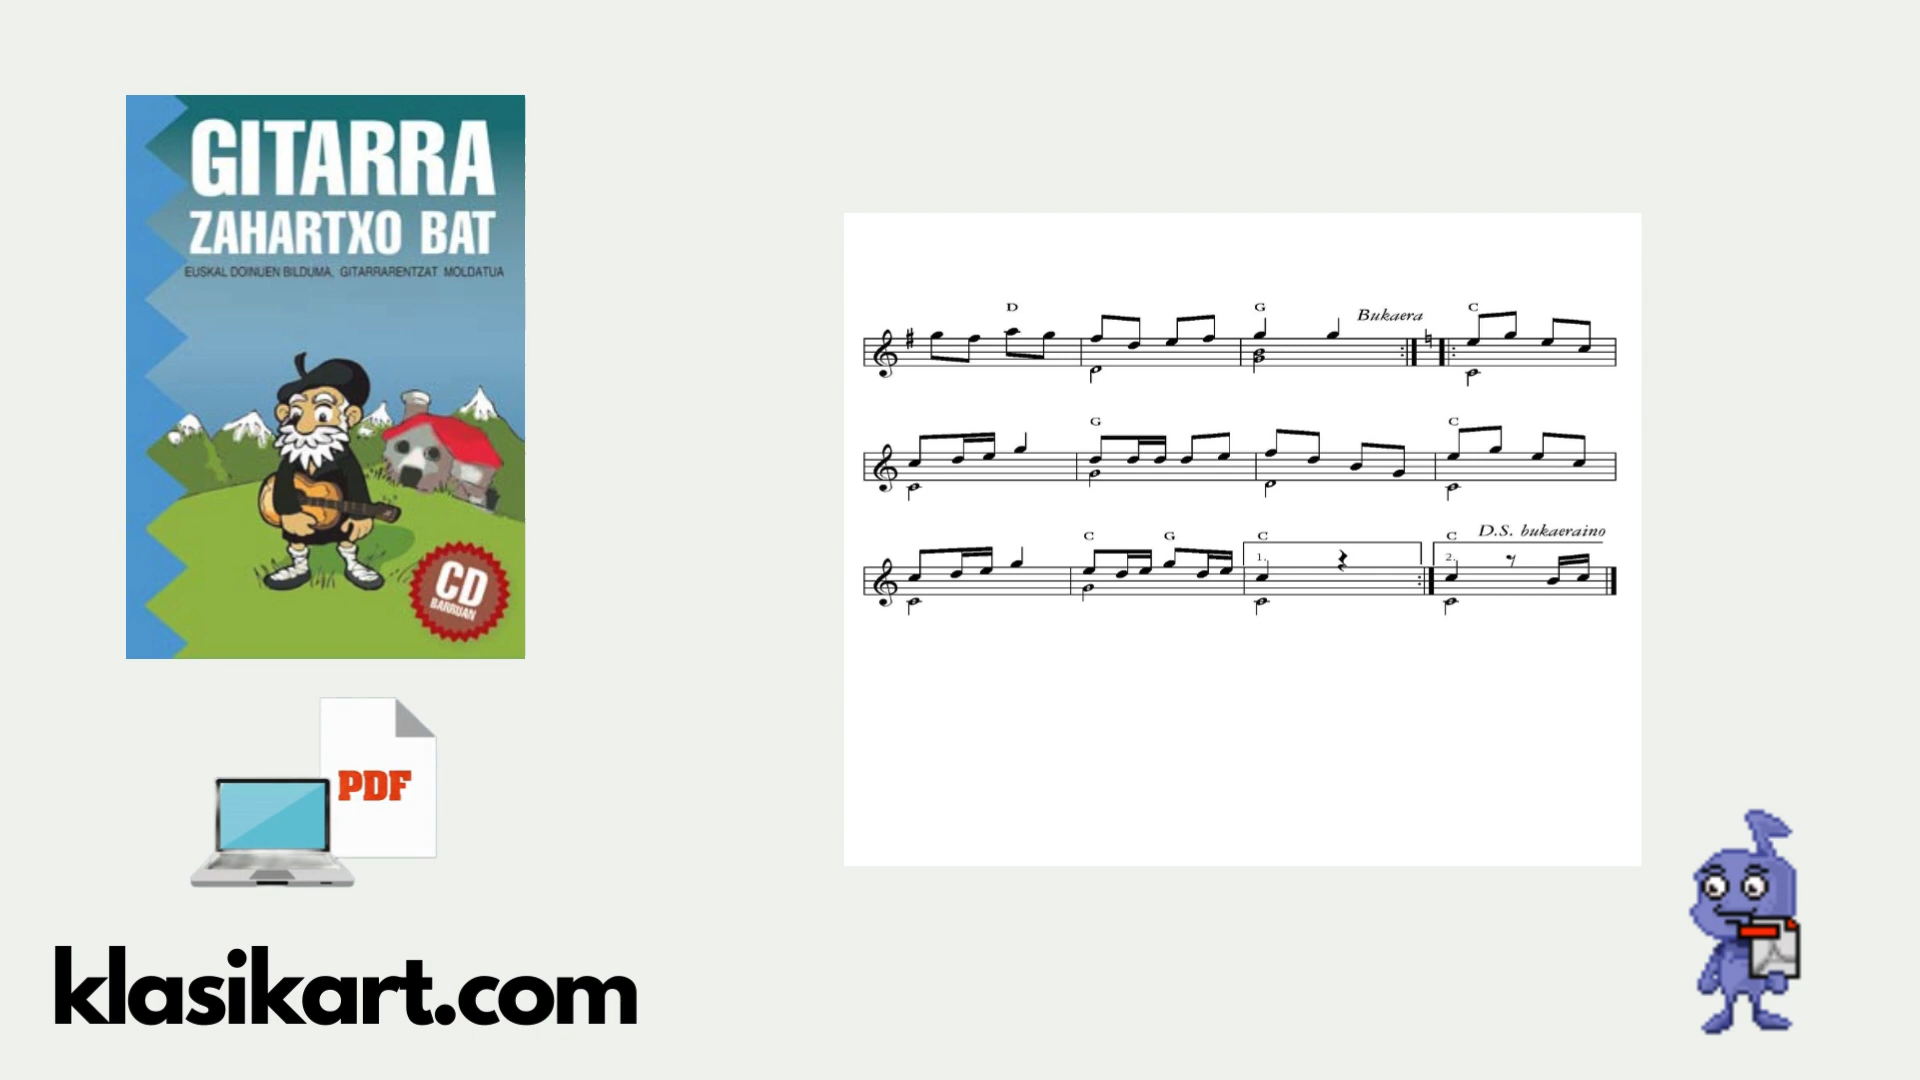 GITARRA
ZAHARTXO BAT
EUSKAL DOINUEN BILDUMA, GITARRARENTZAT MOLDATUA
CD
BARRUAN
PDF
klasikart.com
D
G
Bukaera
C
G
C
D.S. bukaeraino
C
G
C
C
1.
2.